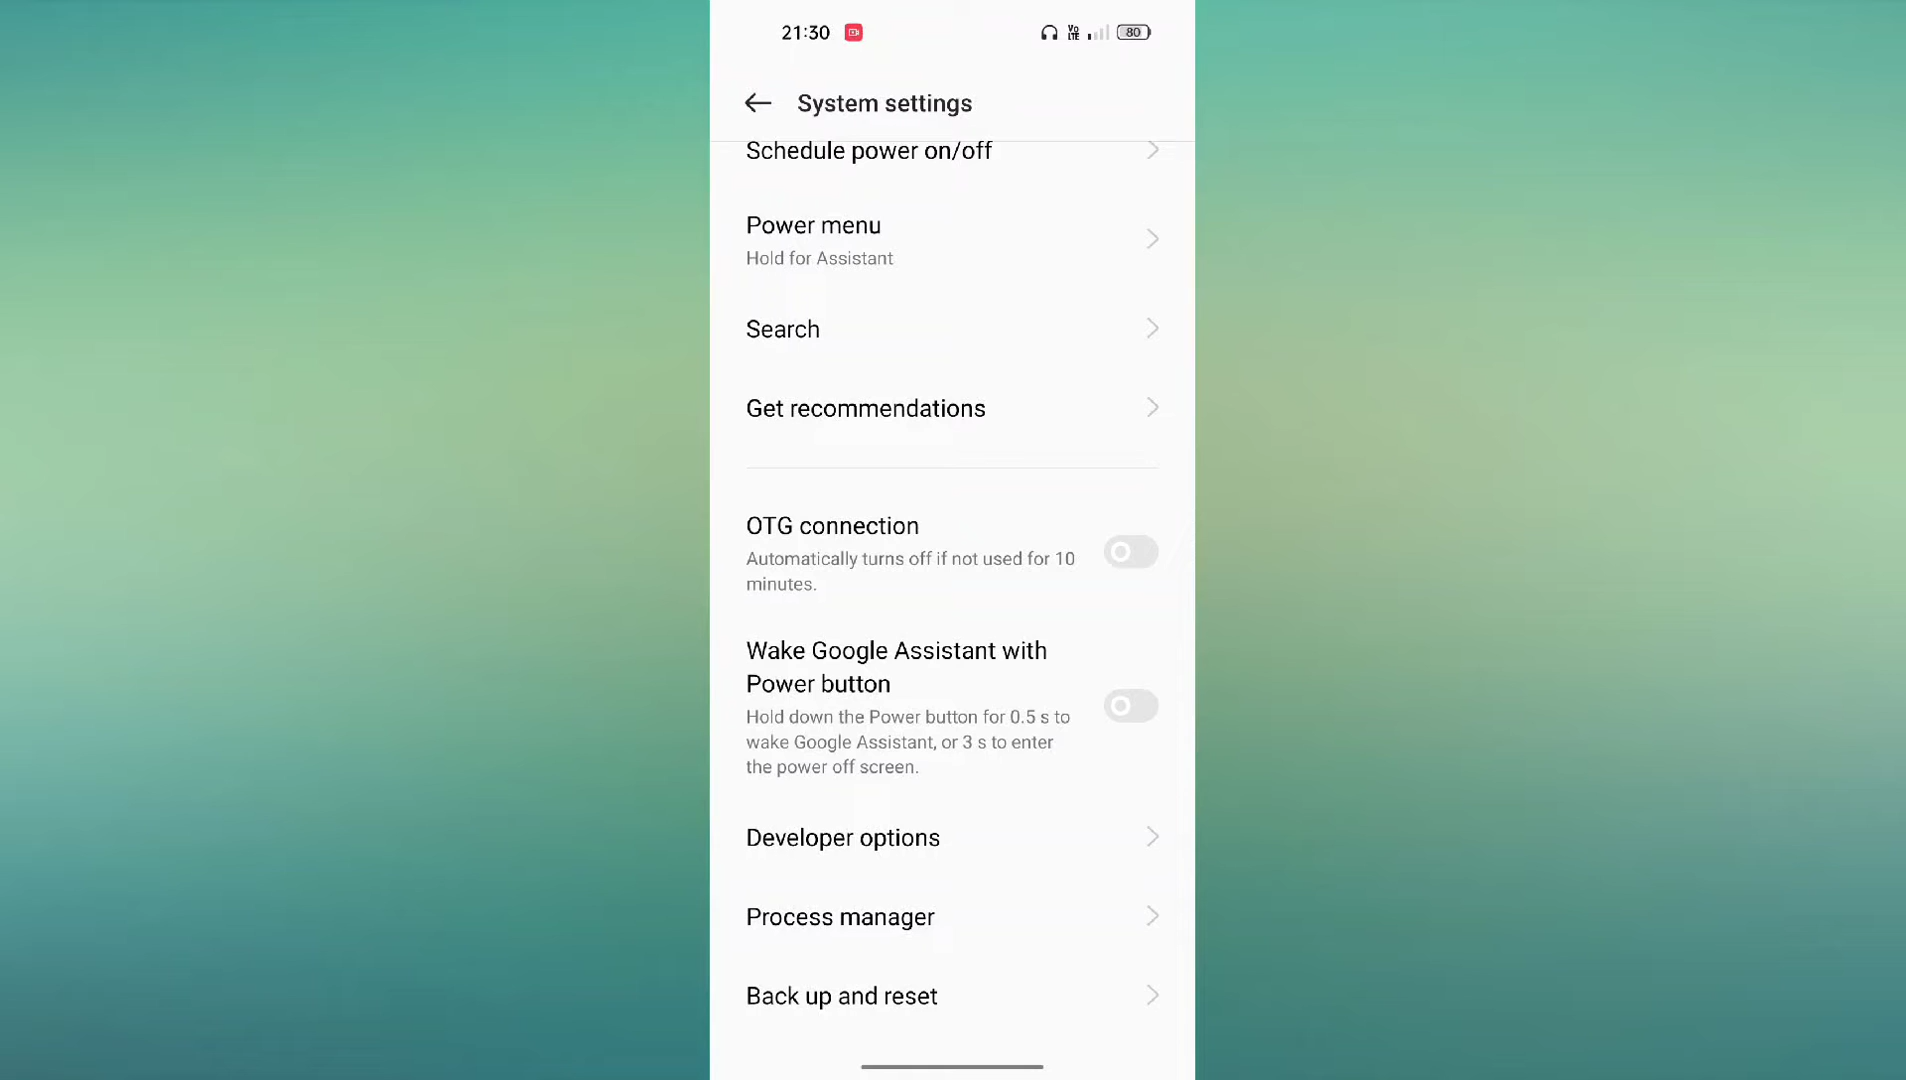 21:30
Vo
LTE
80
System settings
Schedule power on/off
Power menu
Hold for Assistant
Search
Get recommendations
OTG connection
Automatically turns off if not used for 10
minutes.
Wake Google Assistant with
Power button
Hold down the Power button for 0.5 s to
wake Google Assistant, or 3 s to enter
the power off screen.
Developer options
Process manager
Back up and reset